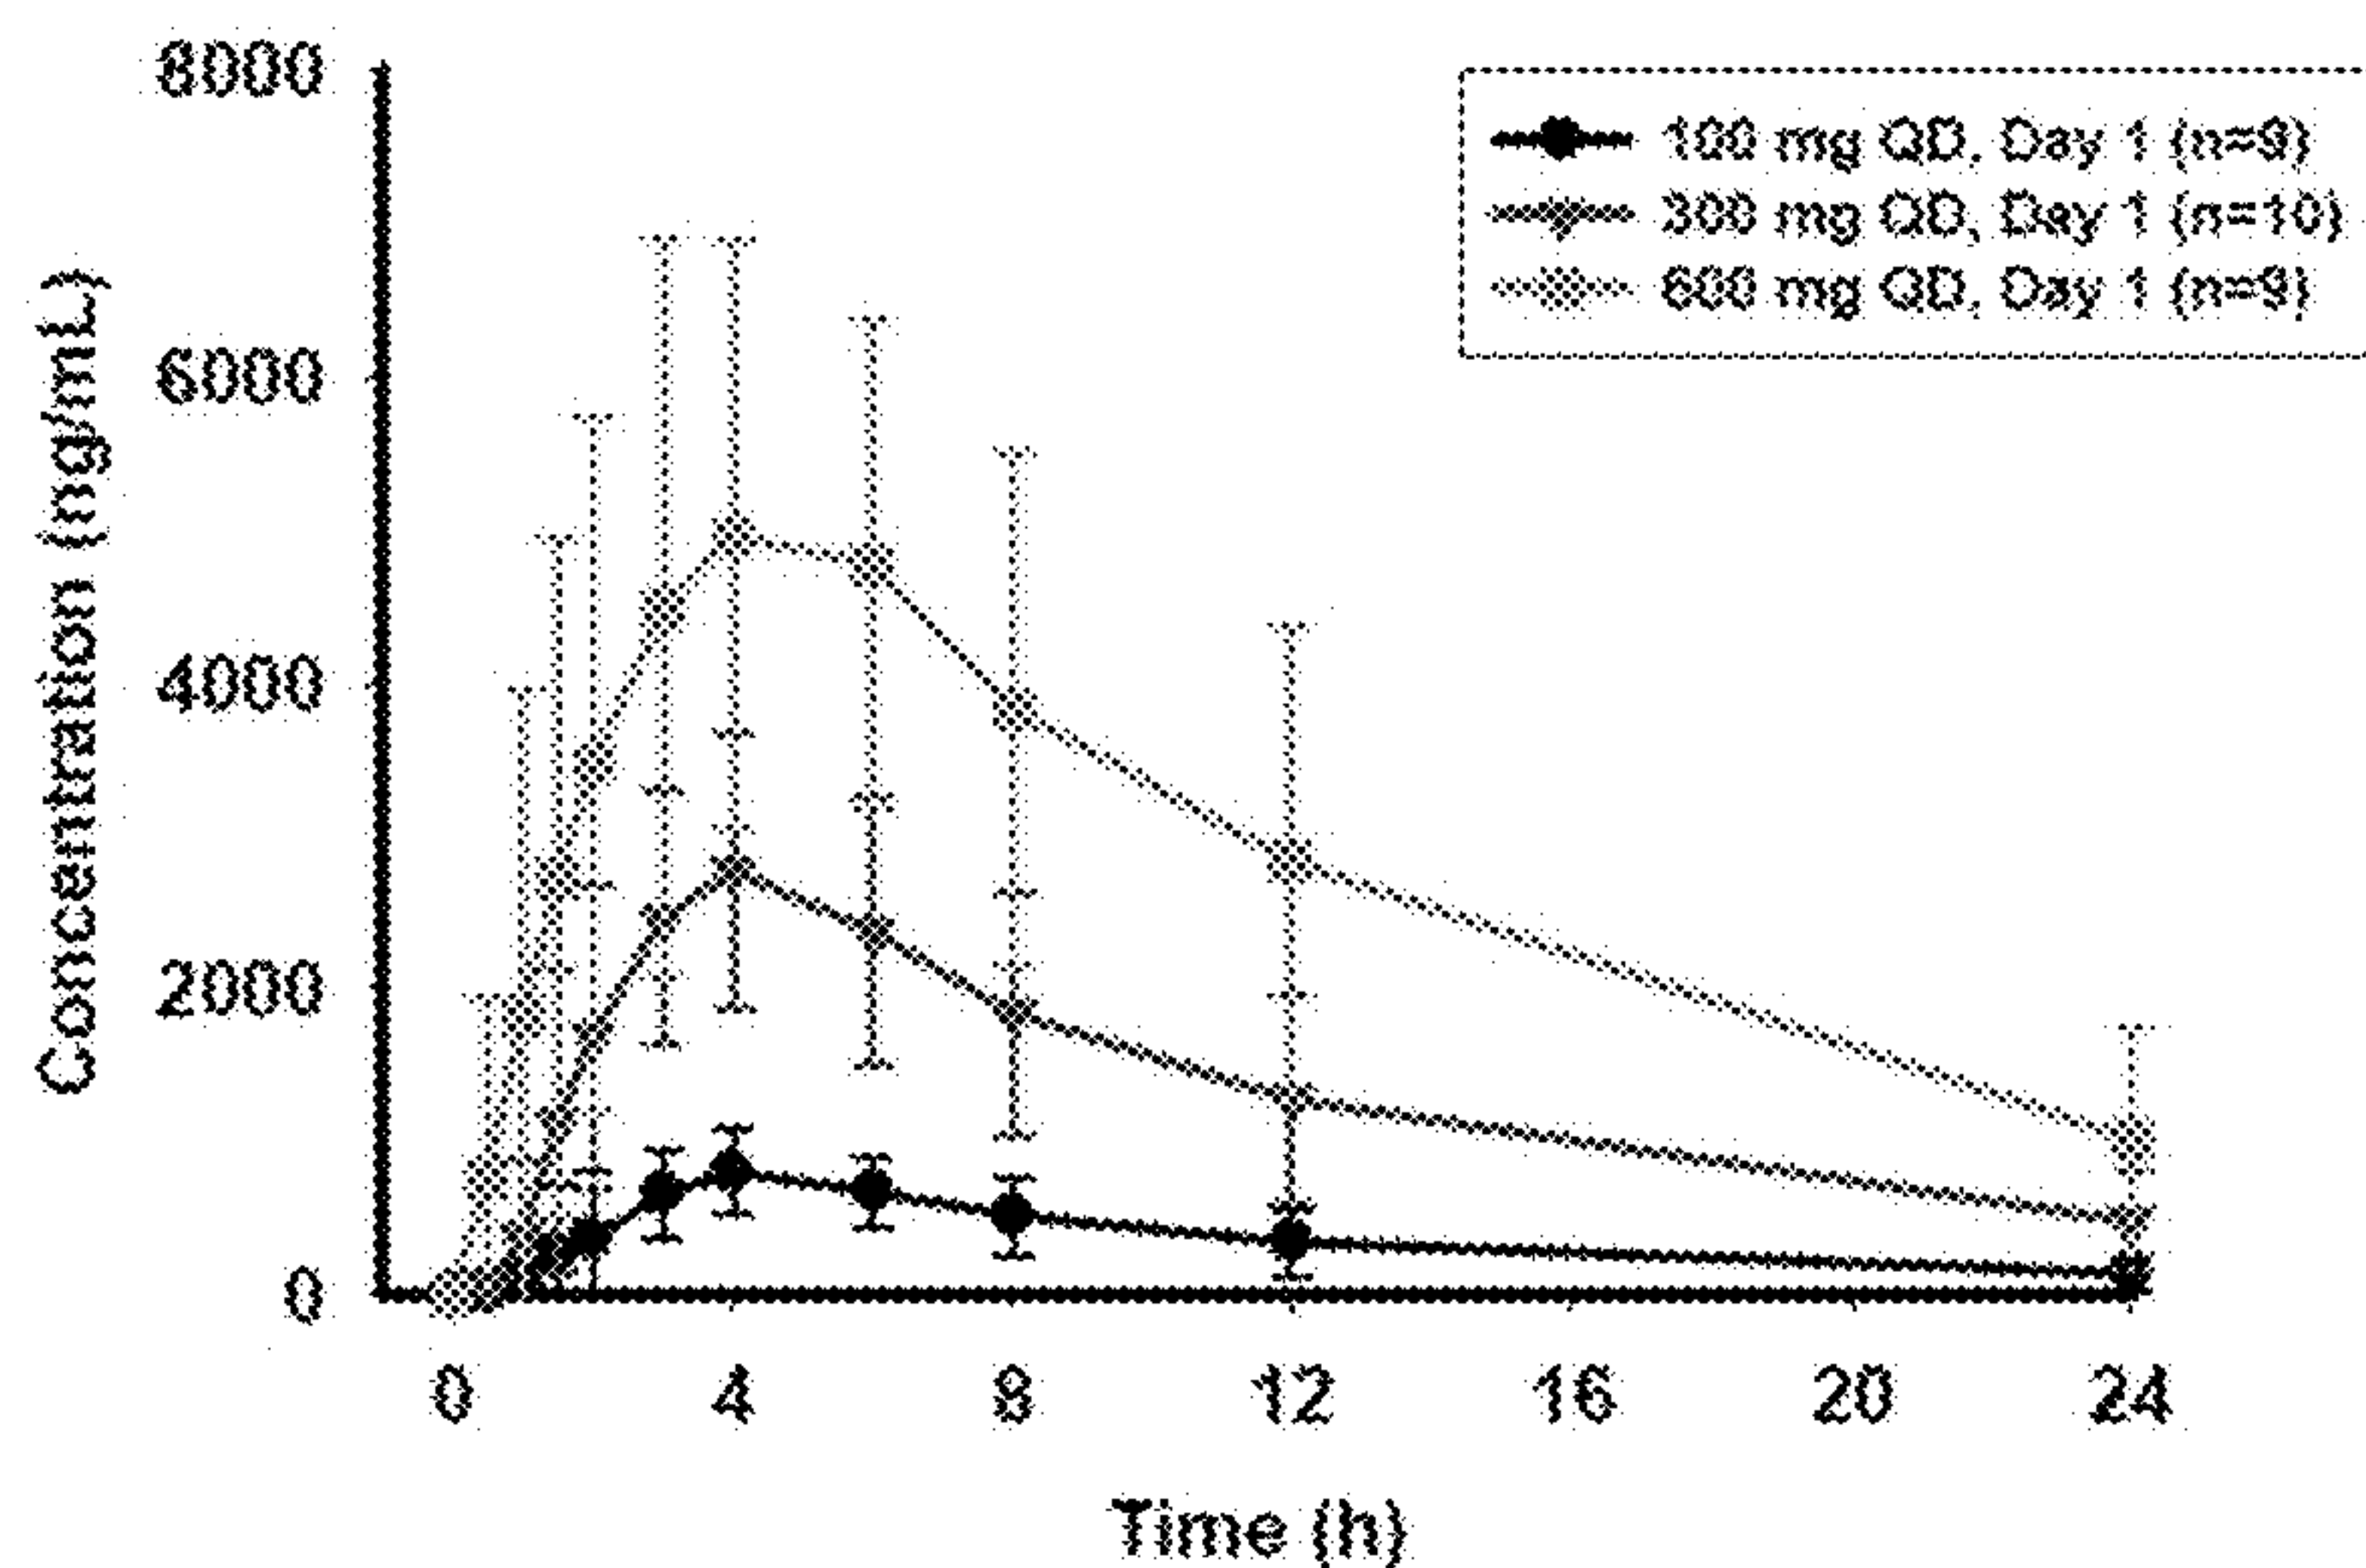 8000
6000
4000
2000
0
Concentration (ng/mL)
100 mg QD, Day 1 (n=9)
300 mg QD, Day 1 (n=10)
600 mg QD, Day 1 (n=9)
0 4 8 12 16 20 24
Time (h)